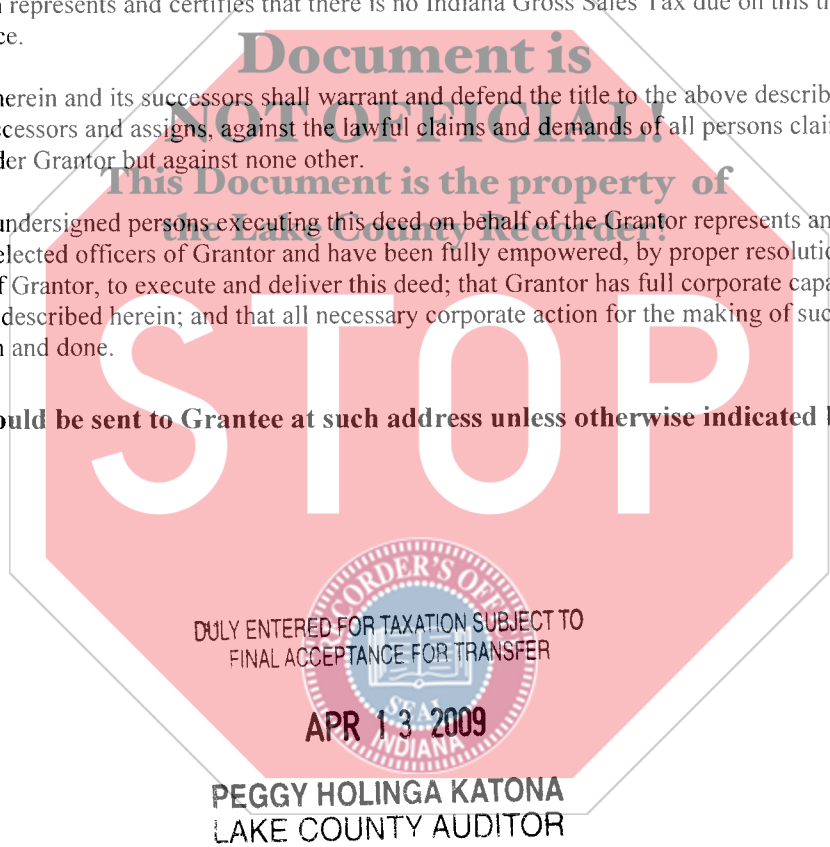 represents and certifies that there is no Indiana Gross Sales Tax due on this
ce.
Document is
herein and its successors shall warrant and defend the title to the above describ
NOT OFFICIAL!
ccessors and assigns, against the lawful claims and demands of all persons clai
der Grantor but against none other.
This Document is the property of
undersigned persons executing this deed on behalf of the Grantor represents an
the Lake County Recorder!
elected officers of Grantor and have been fully empowered, by proper resolutio
f Grantor, to execute and deliver this deed; that Grantor has full corporate capa
described herein; and that all necessary corporate action for the making of suc
n and done.
STOP
ould be sent to Grantee at such address unless otherwise indicated
RECORDER'S OFFI
DULY ENTERED FOR TAXATION SUBJECT TO
FINAL ACCEPTANCE FOR TRANSFER
SEAL
APR 13 2009
INDIANA
PEGGY HOLINGA KATONA
LAKE COUNTY AUDITOR